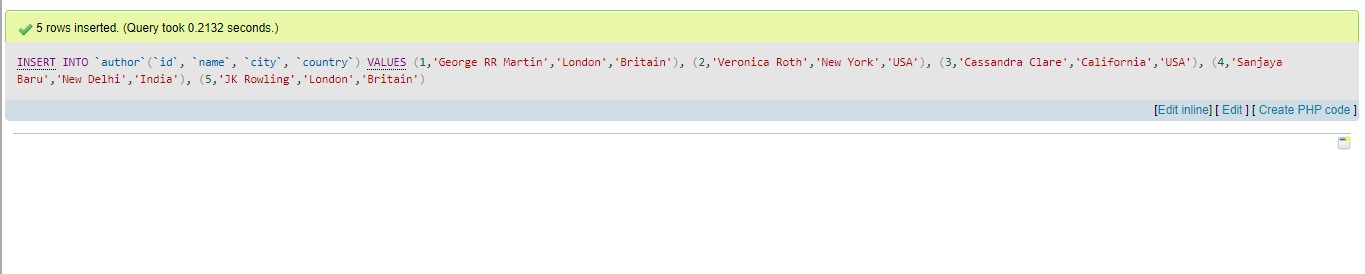 5 rows inserted. (Query took 0.2132 seconds.)
INSERT INTO `author`(`id`, `name`, `city`, `country`) VALUES (1,'George RR Martin','London','Britain'), (2,'Veronica Roth','New York','USA'), (3,'Cassandra Clare','California','USA'), (4,'Sanjaya
Baru','New Delhi','India'), (5,'JK Rowling','London','Britain')
[Edit inline] [ Edit ] [ Create PHP code ]